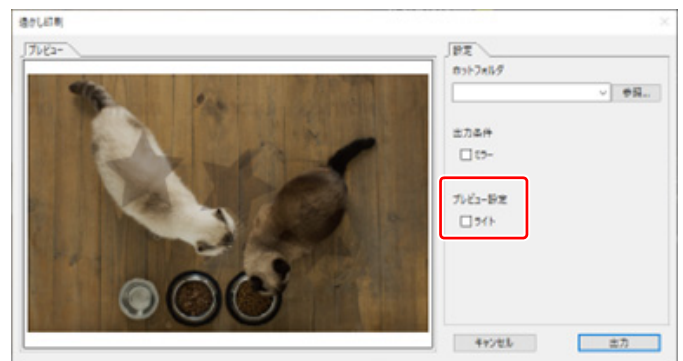 透かし印刷
プレビュー
設定
ホットフォルダ
参照...
出力条件
ミラー
プレビュー設定
ライト
キャンセル
出力